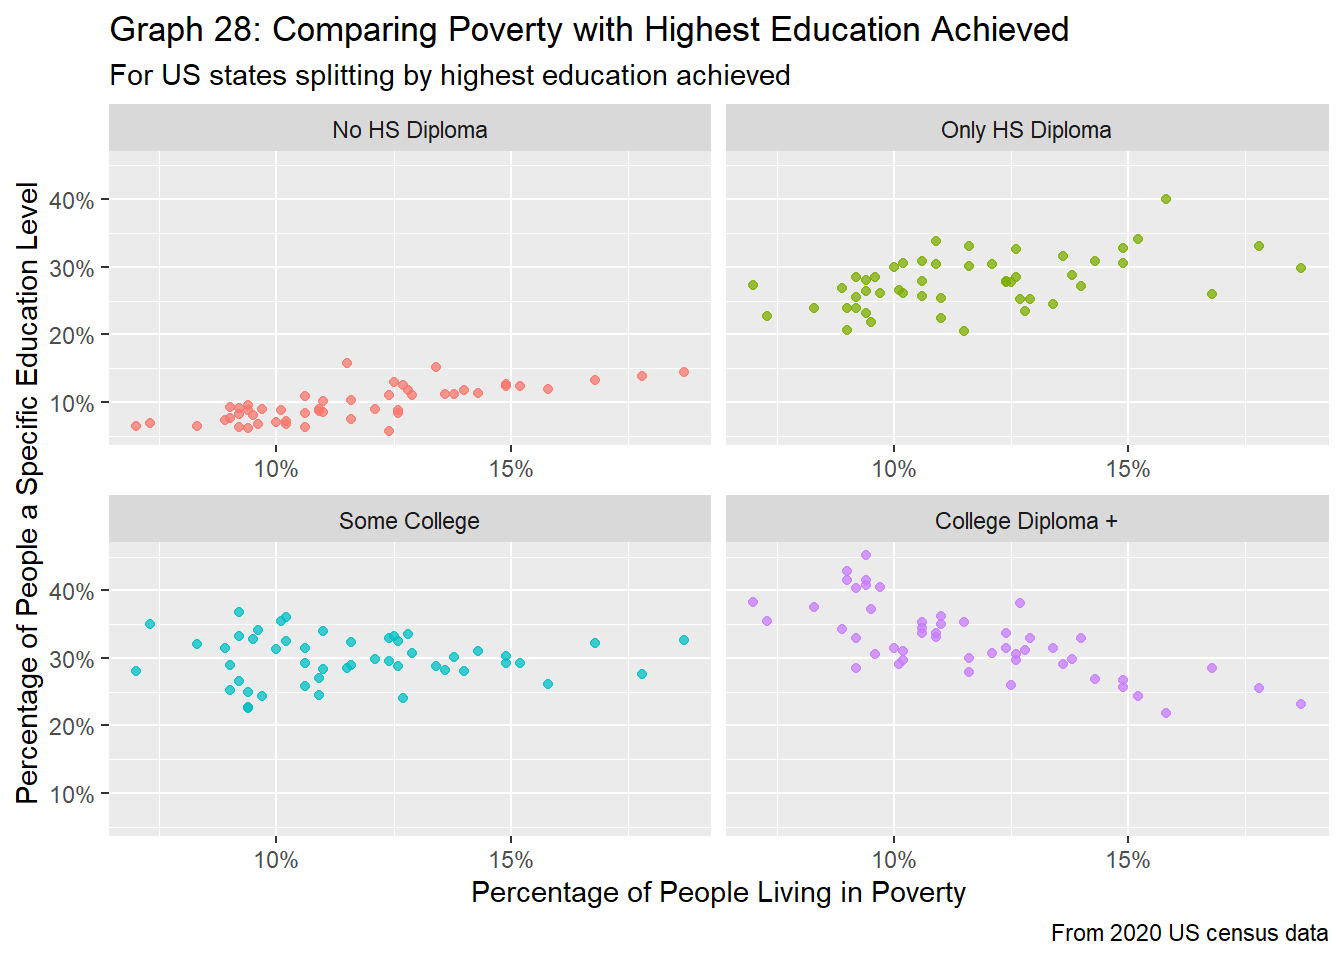 Graph 28: Comparing Poverty with Highest Education Achieved
For US states splitting by highest education achieved
No HS Diploma
Only HS Diploma
Percentage of People a Specific Education Level
40%
30%
20%
10%
10%
15%
10%
15%
Some College
College Diploma +
40%
30%
20%
10%
10%
15%
10%
15%
Percentage of People Living in Poverty
From 2020 US census data